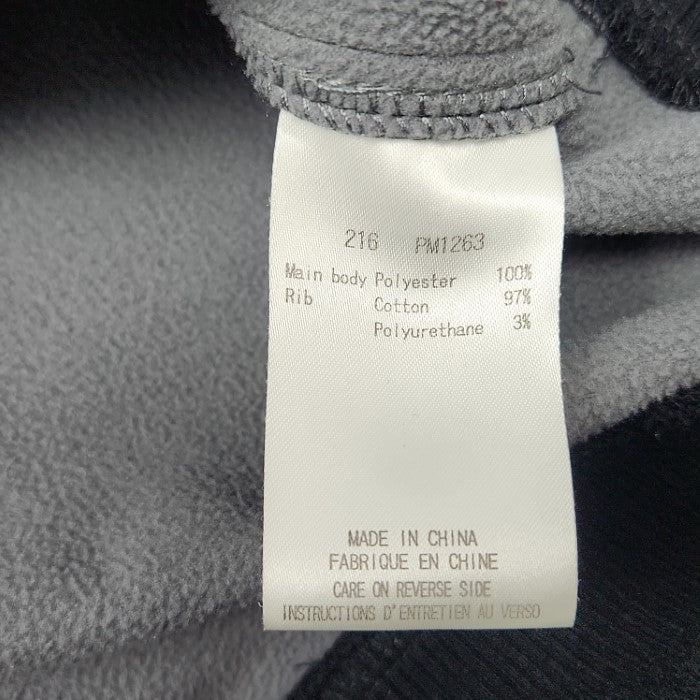 216 PM1263
Main body Polyester 100%
Rib Cotton 97%
Polyurethane 3%
MADE IN CHINA
FABRIQUE EN CHINE
CARE ON REVERSE SIDE
INSTRUCTIONS D'ENTRETIEN AU VERSO